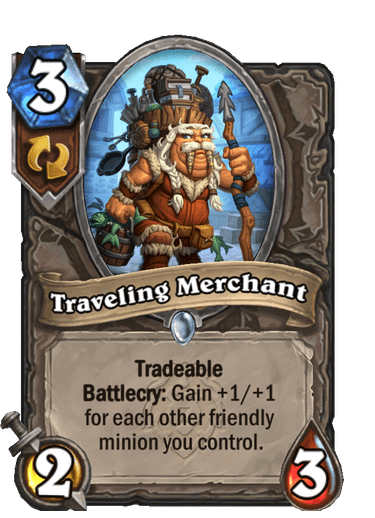 3
Traveling Merchant
Tradeable
Battlecry: Gain +1/+1
for each other friendly
minion you control.
2
3